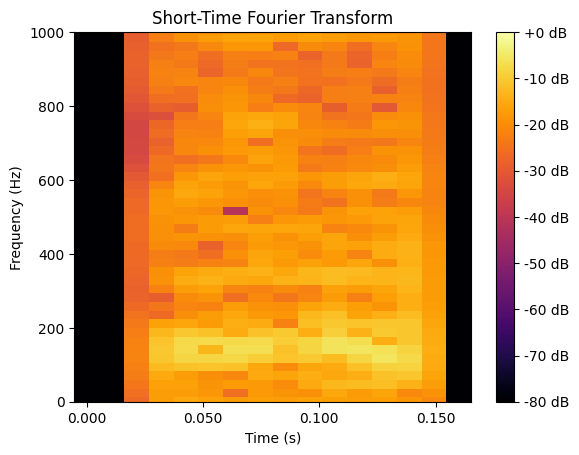 Short-Time Fourier Transform
Frequency (Hz)
1000
800
600
400
200
0
0.000
0.050
0.100
0.150
Time (s)
+0 dB
-10 dB
-20 dB
-30 dB
-40 dB
-50 dB
-60 dB
-70 dB
-80 dB